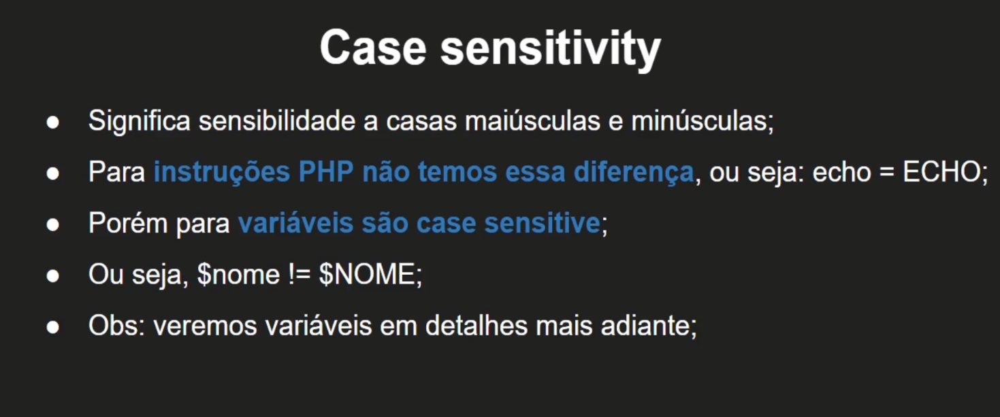 Case sensitivity
● Significa sensibilidade a casas maiúsculas e minúsculas;
● Para instruções PHP não temos essa diferença, ou seja: echo = ECHO;
● Porém para variáveis são case sensitive;
● Ou seja, $nome != $NOME;
● Obs: veremos variáveis em detalhes mais adiante;